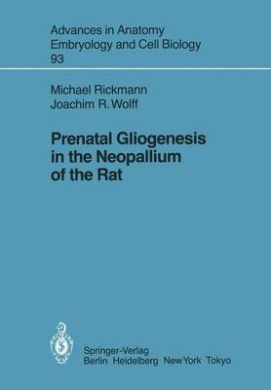 Advances in Anatomy
Embryology and Cell Biology
93
Michael Rickmann
Joachim R. Wolff
Prenatal Gliogenesis
in the Neopallium
of the Rat
Springer-Verlag
Berlin Heidelberg New York Tokyo